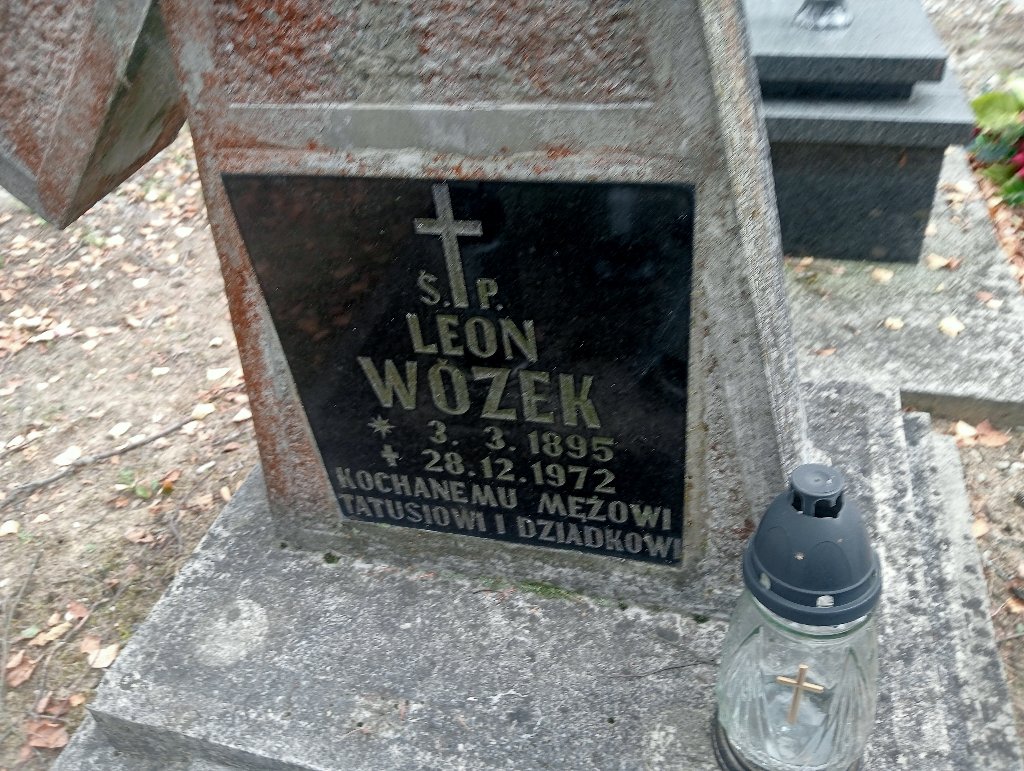 Ś. P.
LEON
WÓZEK
* 3. 3. 1895
✝ 28.12.1972
KOCHANEMU MĘŻOWI
TATUSIOWI I DZIADKOWI